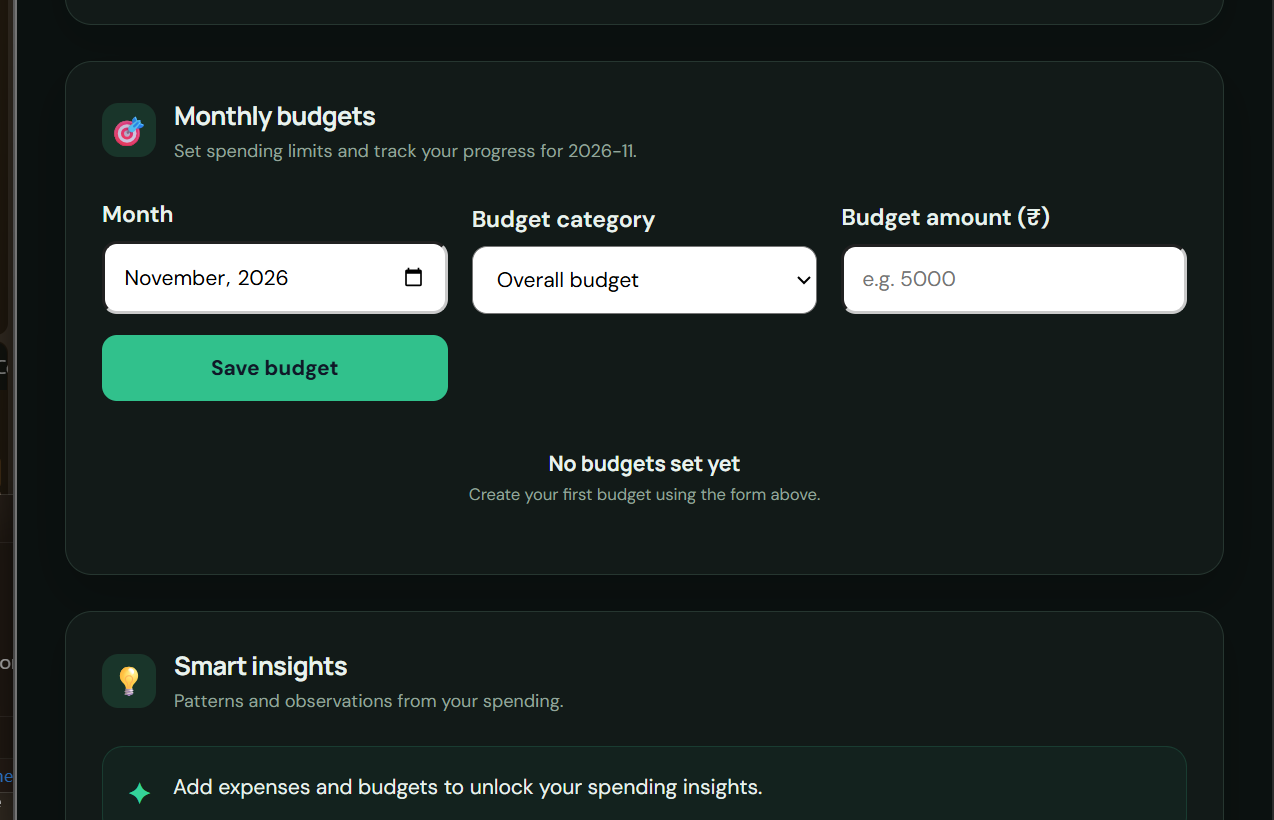 Monthly budgets
Set spending limits and track your progress for 2026-11.
Month
Budget category
Budget amount (₹)
November, 2026
Overall budget
e.g. 5000
Save budget
No budgets set yet
Create your first budget using the form above.
Smart insights
Patterns and observations from your spending.
Add expenses and budgets to unlock your spending insights.